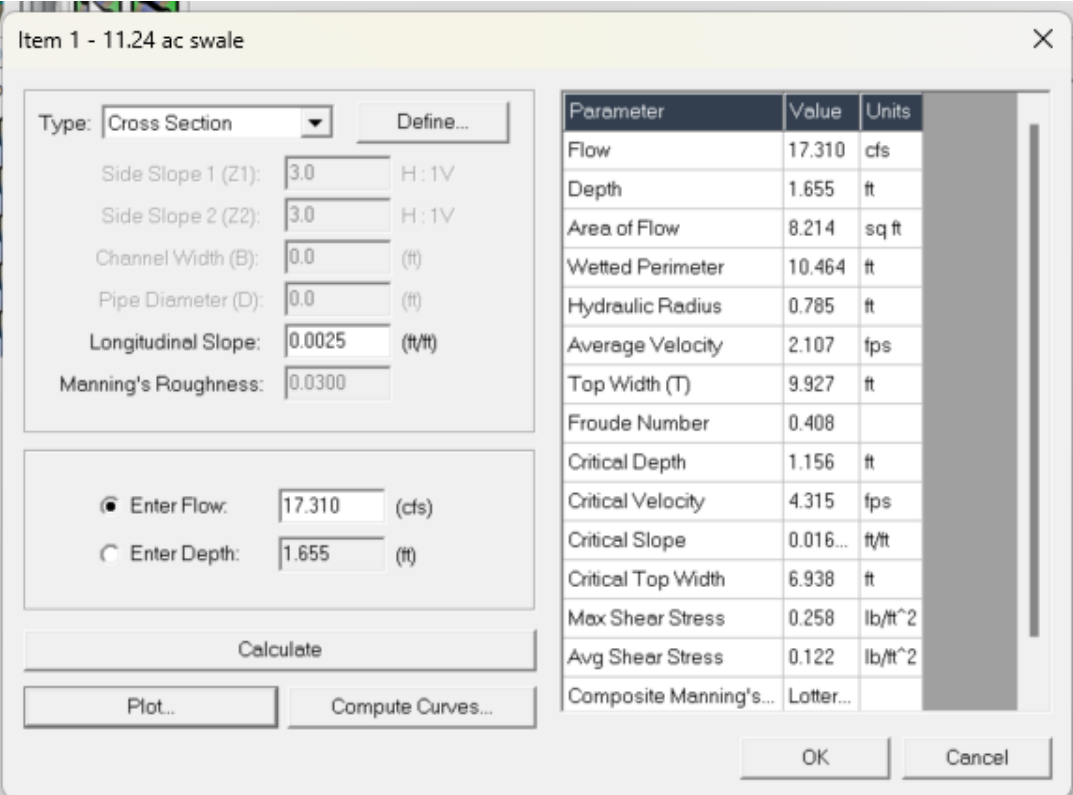 Item 1 - 11.24 ac swale
Type: Cross Section Define...
Side Slope 1 (Z1): 3.0 H : 1V
Side Slope 2 (Z2): 3.0 H : 1V
Channel Width (B): 0.0 (ft)
Pipe Diameter (D): 0.0 (ft)
Longitudinal Slope: 0.0025 (ft/ft)
Manning's Roughness: 0.0300
Enter Flow: 17.310 (cfs)
Enter Depth: 1.655 (ft)
Calculate
Plot... Compute Curves...
Parameter Value Units
Flow 17.310 cfs
Depth 1.655 ft
Area of Flow 8.214 sq ft
Wetted Perimeter 10.464 ft
Hydraulic Radius 0.785 ft
Average Velocity 2.107 fps
Top Width (T) 9.927 ft
Froude Number 0.408
Critical Depth 1.156 ft
Critical Velocity 4.315 fps
Critical Slope 0.016... ft/ft
Critical Top Width 6.938 ft
Max Shear Stress 0.258 lb/ft^2
Avg Shear Stress 0.122 lb/ft^2
Composite Manning's... Lotter...
OK Cancel